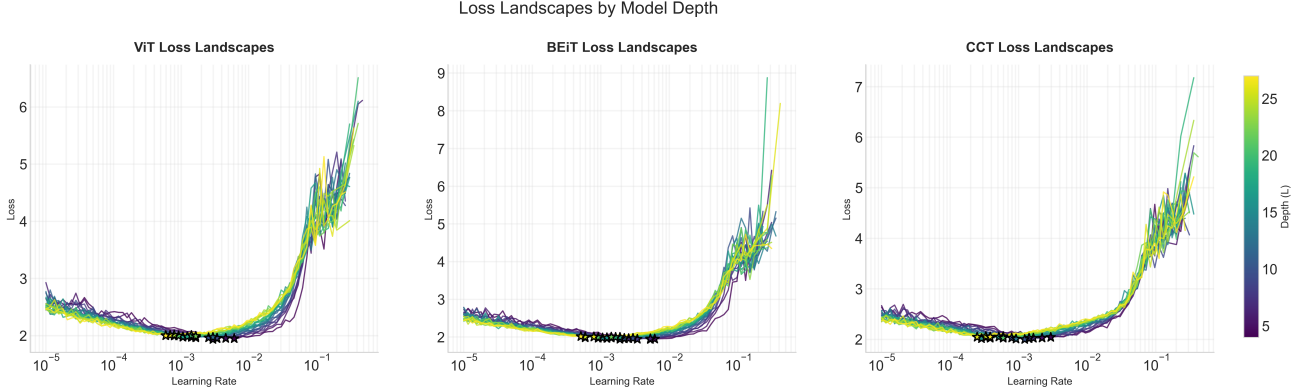 Loss Landscapes by Model Depth
ViT Loss Landscapes
Loss
6
5
4
3
2
10⁻⁵ 10⁻⁴ 10⁻³ 10⁻² 10⁻¹
Learning Rate
BEiT Loss Landscapes
Loss
9
8
7
6
5
4
3
2
10⁻⁵ 10⁻⁴ 10⁻³ 10⁻² 10⁻¹
Learning Rate
CCT Loss Landscapes
Loss
7
6
5
4
3
2
10⁻⁵ 10⁻⁴ 10⁻³ 10⁻² 10⁻¹
Learning Rate
25
20
15
10
5
Depth (L)